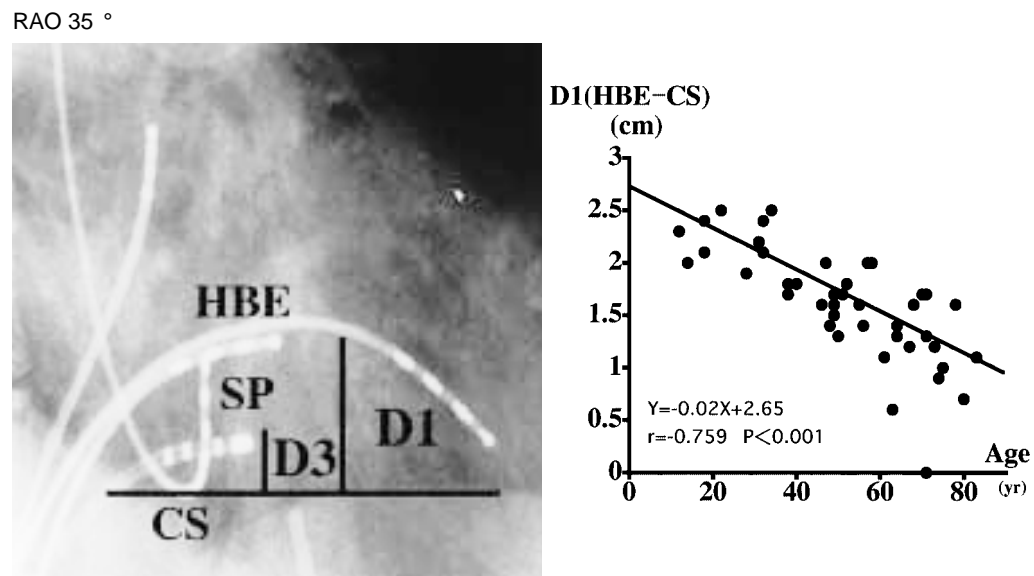 RAO 35 °
HBE
SP
D3
D1
CS
D1(HBE-CS)
(cm)
3
2.5
2
1.5
1
0.5
0
Y=-0.02X+2.65
r=-0.759 P<0.001
Age
(yr)
0 20 40 60 80